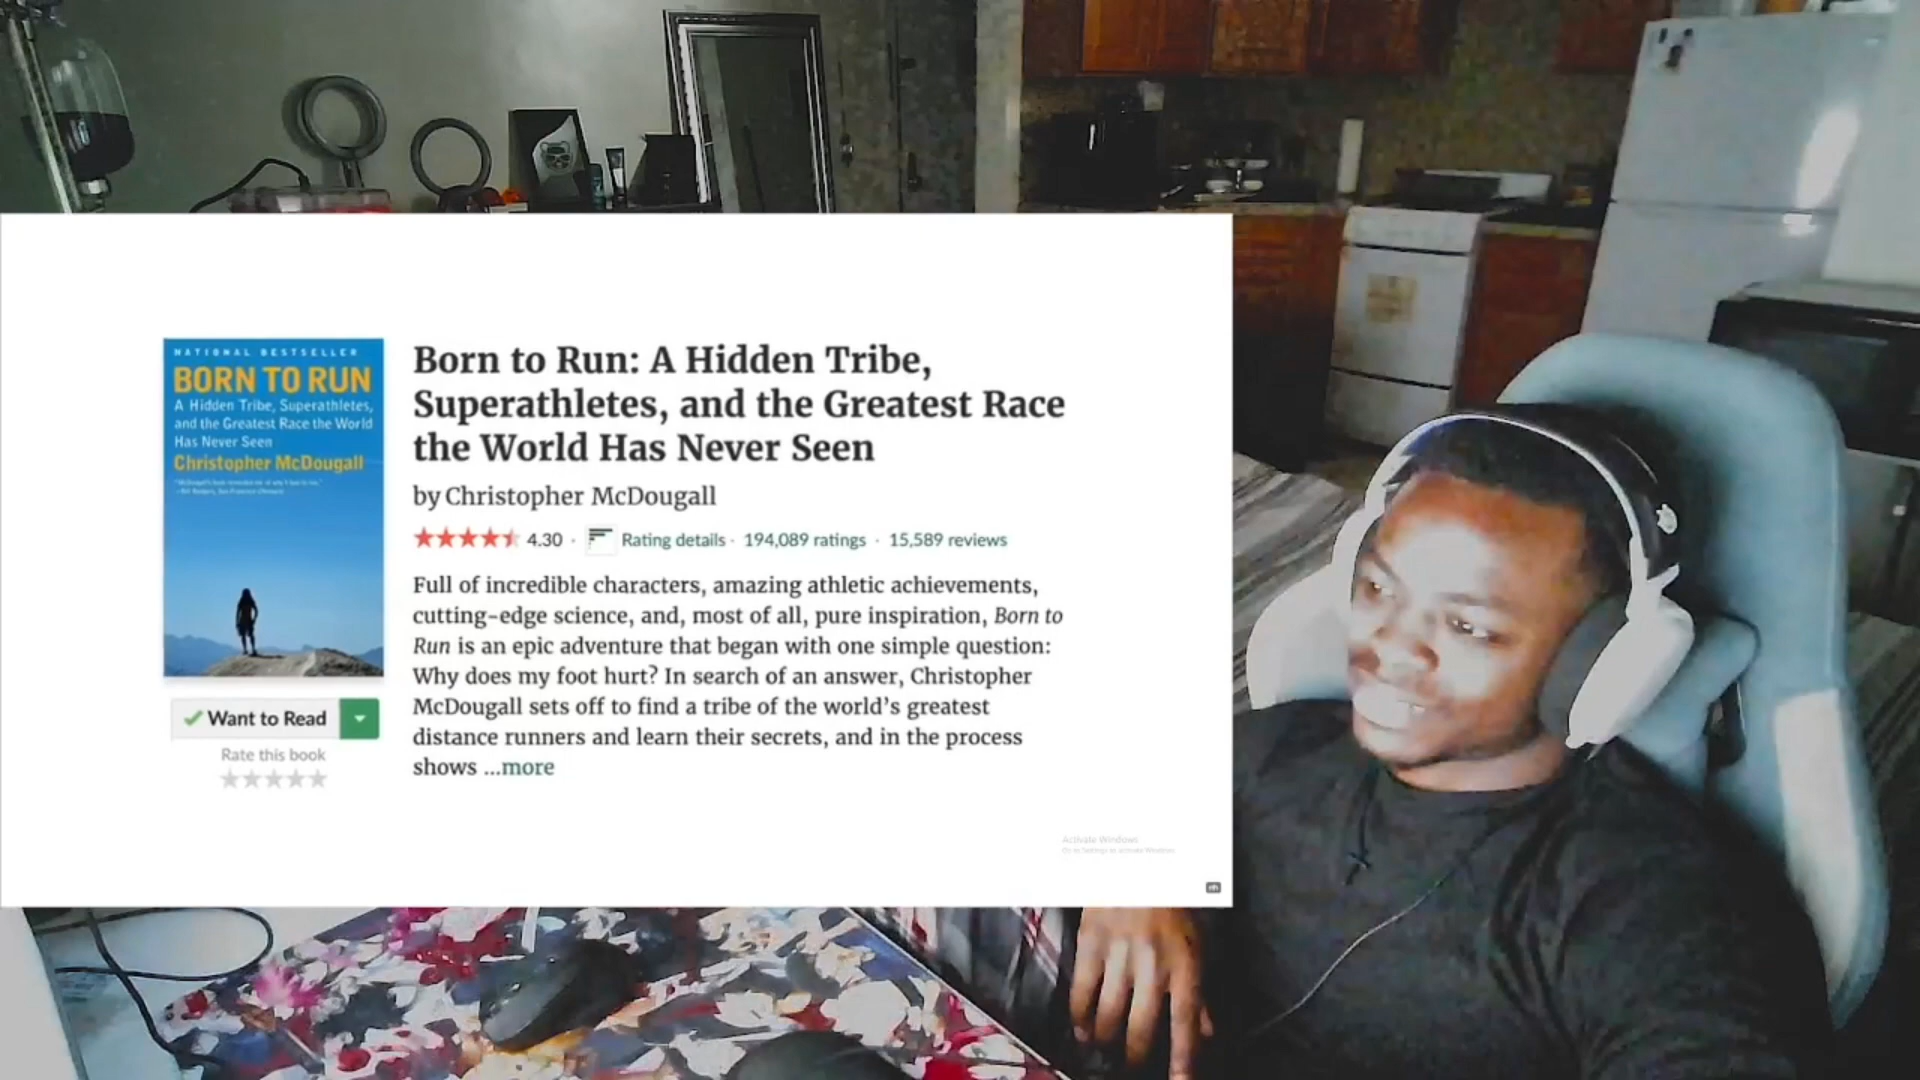 NATIONAL BESTSELLER
BORN TO RUN
A Hidden Tribe, Superathletes,
and the Greatest Race the World
Has Never Seen
Christopher McDougall
Born to Run: A Hidden Tribe,
Superathletes, and the Greatest Race
the World Has Never Seen
by Christopher McDougall
4.30 · Rating details · 194,089 ratings · 15,589 reviews
Full of incredible characters, amazing athletic achievements,
cutting-edge science, and, most of all, pure inspiration, Born to
Run is an epic adventure that began with one simple question:
Why does my foot hurt? In search of an answer, Christopher
McDougall sets off to find a tribe of the world’s greatest
distance runners and learn their secrets, and in the process
shows ...more
Want to Read
Rate this book
Activate Windows
Go to Settings to activate Windows.